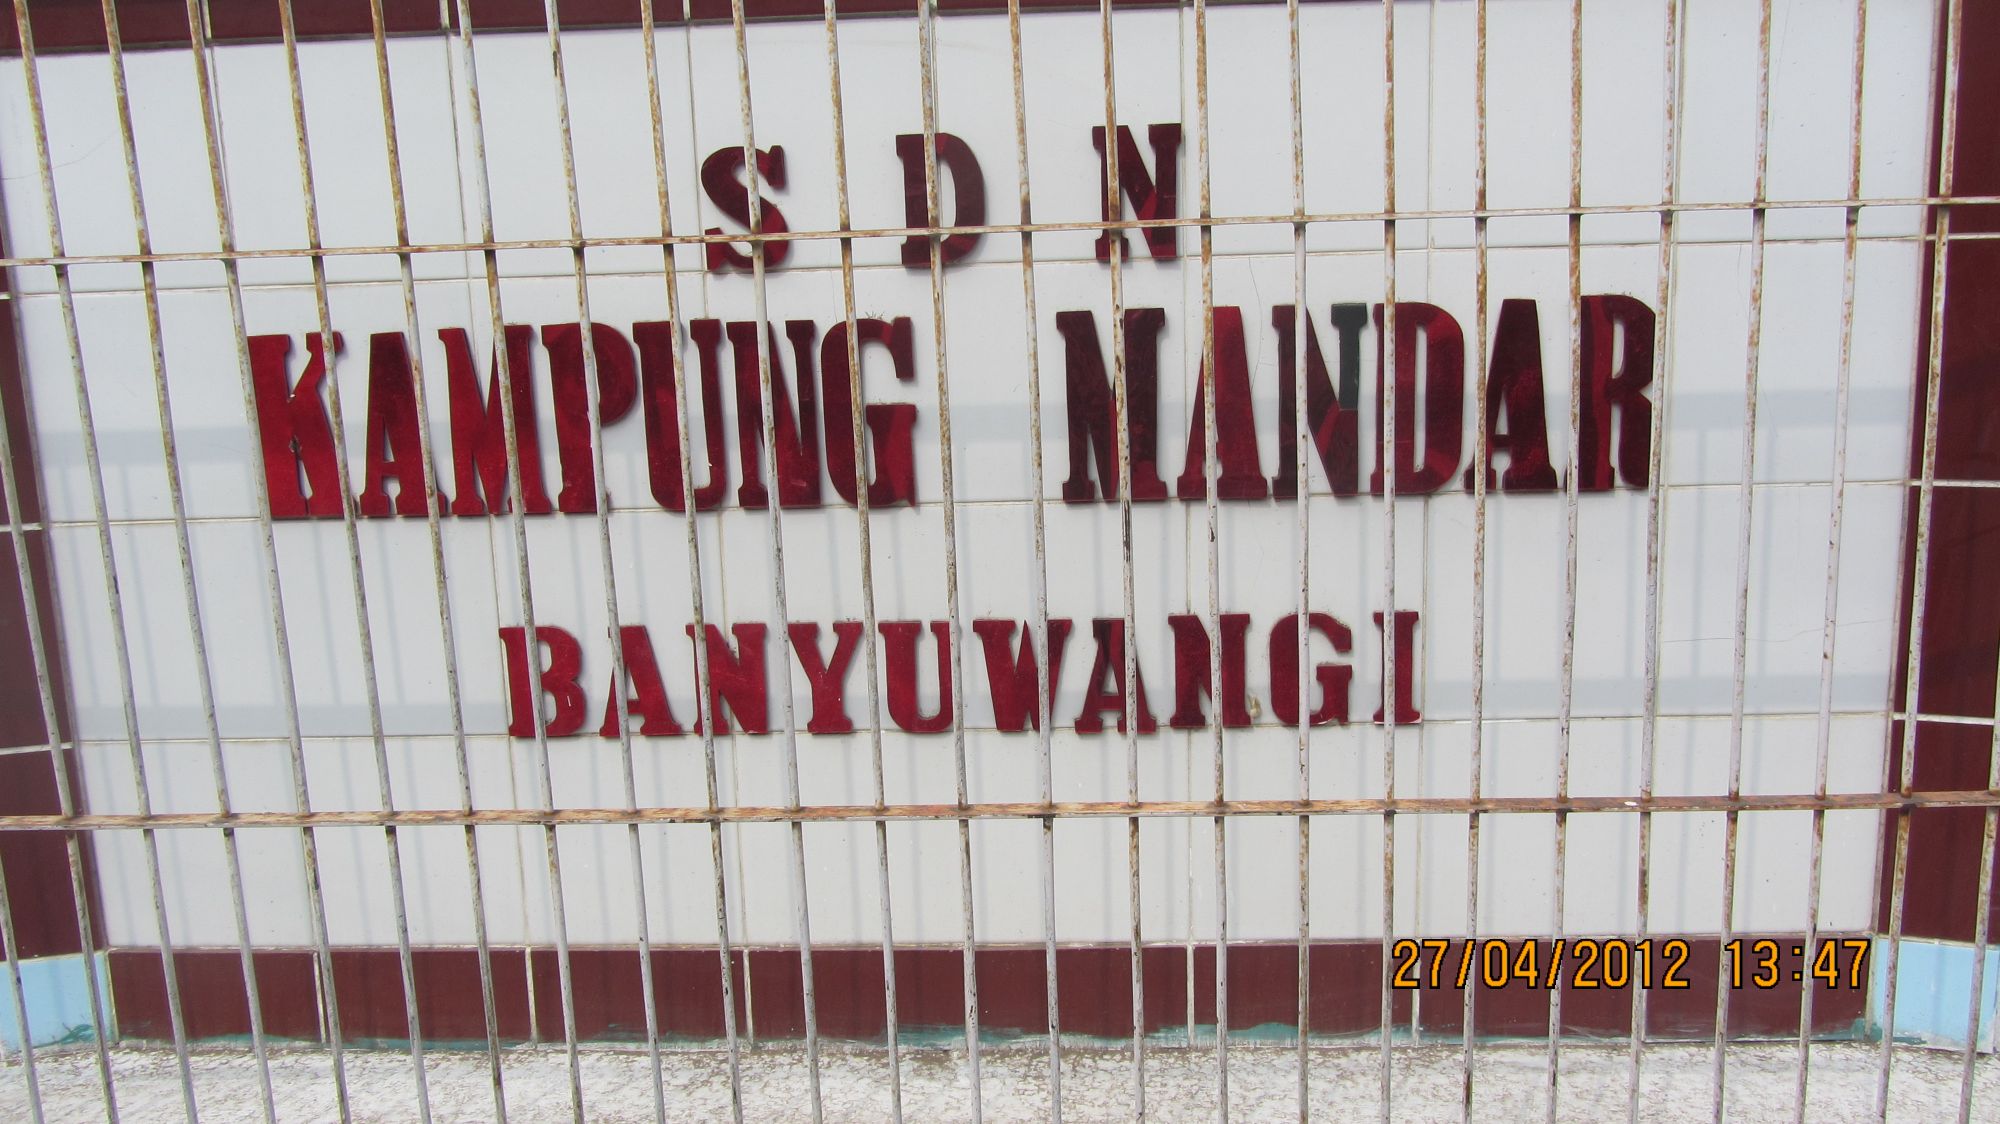 SDN
KAMPUNG MANDAR
BANYUWANGI
27/04/2012 13:47